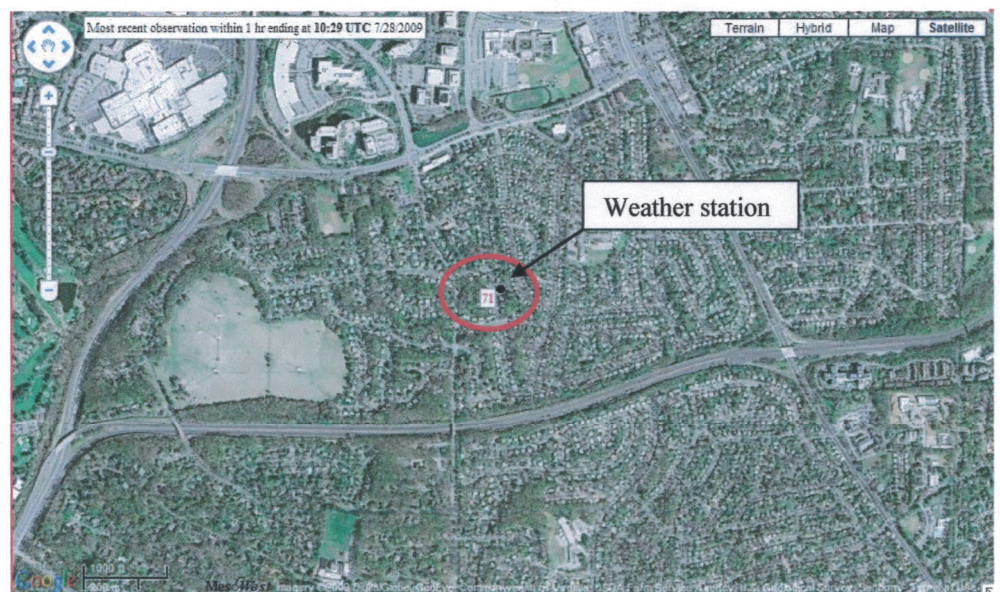 Most recent observation within 1 hr ending at 10:29 UTC 7/28/2009
Terrain Hybrid Map Satellite
Weather station
71
Google
1000 ft
MesoWest